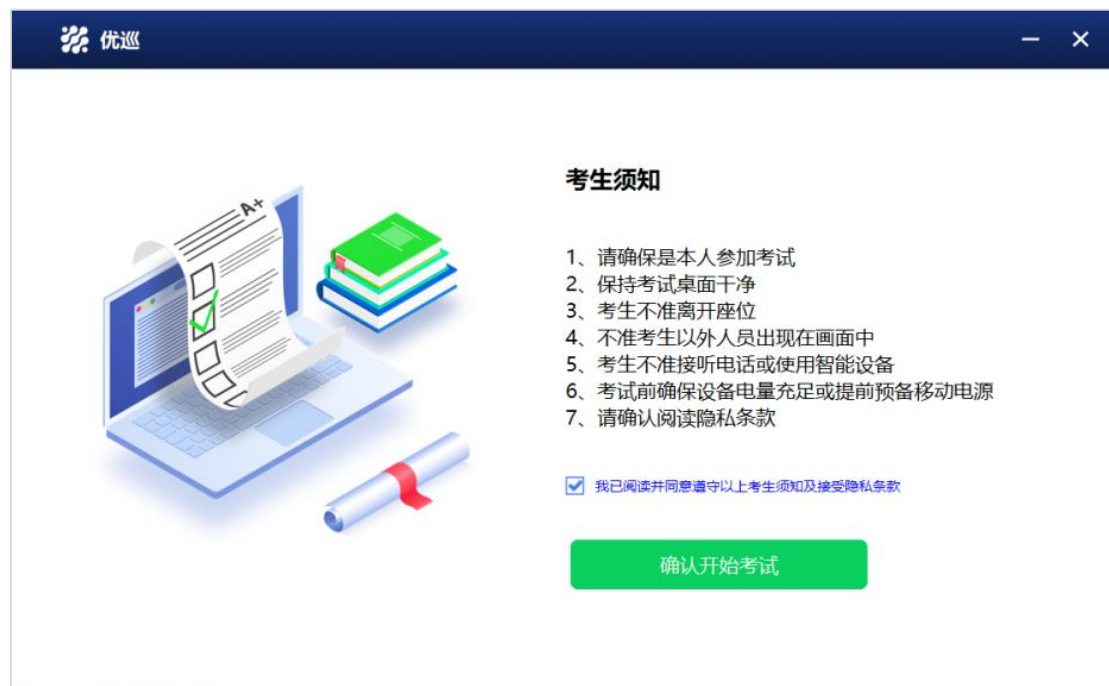 优巡
A+
考生须知
1、请确保是本人参加考试
2、保持考试桌面干净
3、考生不准离开座位
4、不准考生以外人员出现在画面中
5、考生不准接听电话或使用智能设备
6、考试前确保设备电量充足或提前预备移动电源
7、请确认阅读隐私条款
我已阅读并同意遵守以上考生须知及接受隐私条款
确认开始考试